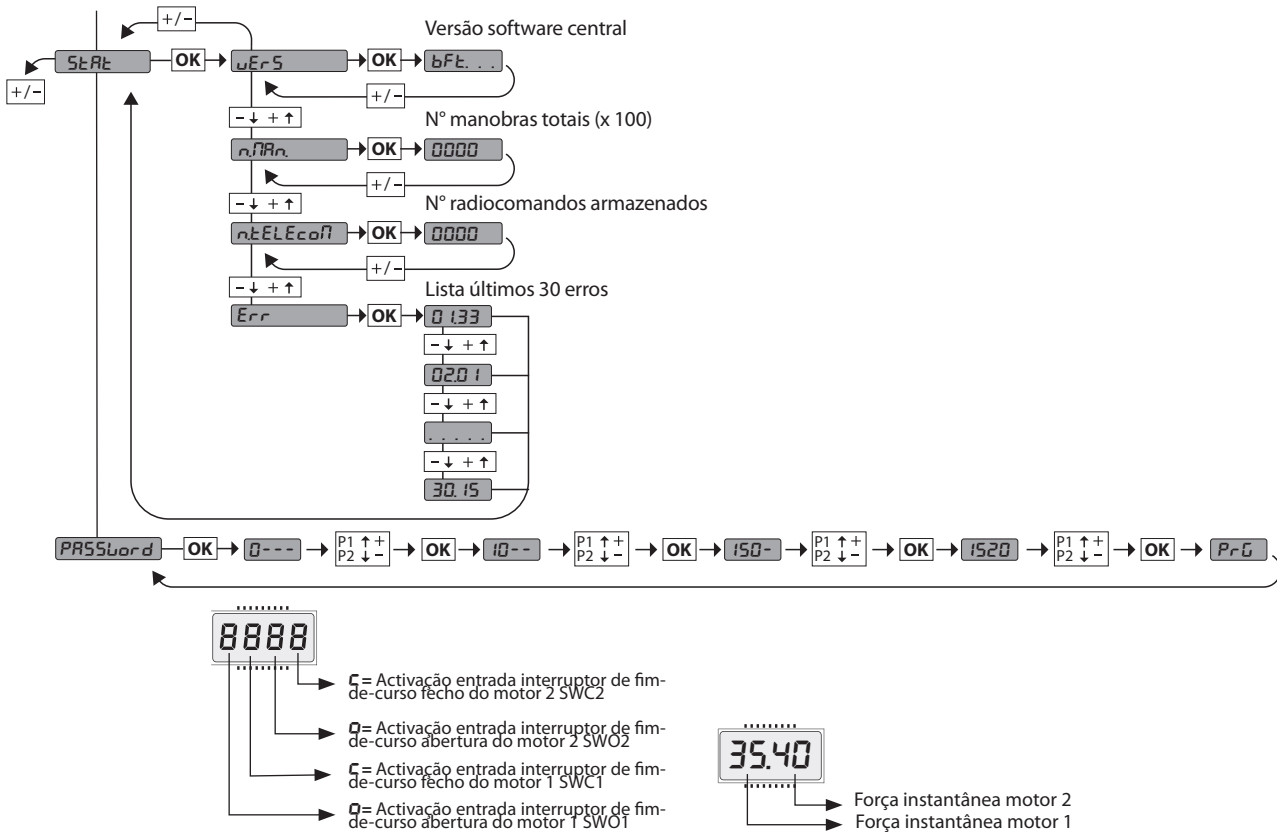 +/-
Versão software central
StAt OK vErS OK bFt. . .
+/-
+/-
- ↓ + ↑
N° manobras totais (x 100)
n.MAn. OK 0000
+/-
- ↓ + ↑
N° radiocomandos armazenados
n.tELEcoM OK 0000
+/-
- ↓ + ↑
Lista últimos 30 erros
Err OK 01.33
- ↓ + ↑
02.01
- ↓ + ↑
. . . . .
- ↓ + ↑
30.15
PASSword OK 0--- P1 ↑ + OK 10-- P1 ↑ + OK 150- P1 ↑ + OK 1520 P1 ↑ + OK PrG
P2 ↓ - P2 ↓ - P2 ↓ - P2 ↓ -
8888
C= Activação entrada interruptor de fim-
de-curso fecho do motor 2 SWC2
O= Activação entrada interruptor de fim-
de-curso abertura do motor 2 SWO2
C= Activação entrada interruptor de fim-
de-curso fecho do motor 1 SWC1
O= Activação entrada interruptor de fim-
de-curso abertura do motor 1 SWO1
35.40
Força instantânea motor 2
Força instantânea motor 1